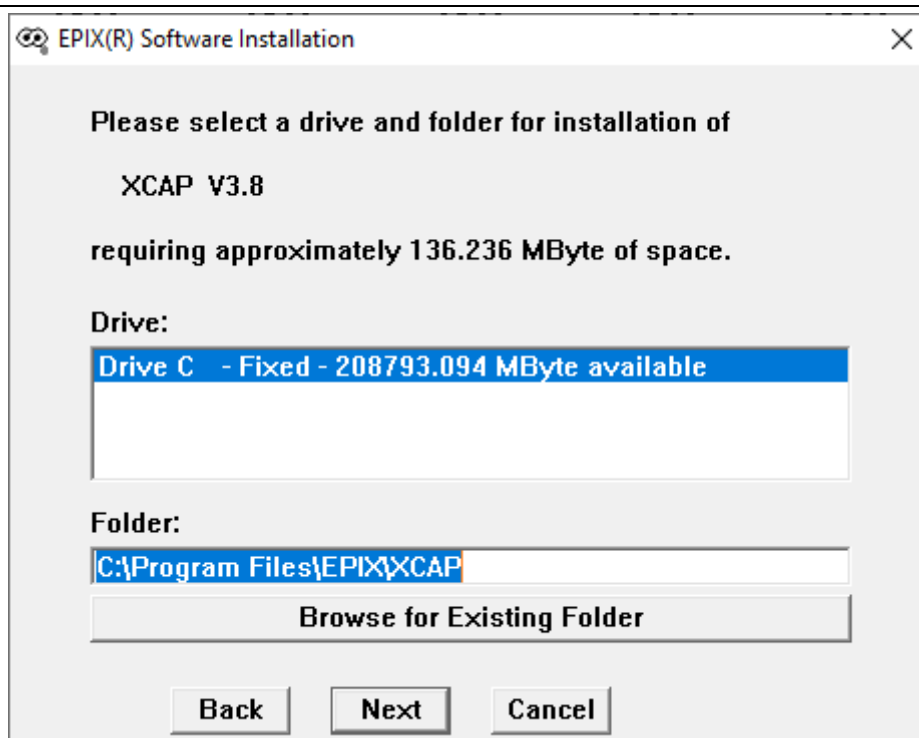 EPIX(R) Software Installation
Please select a drive and folder for installation of
XCAP V3.8
requiring approximately 136.236 MByte of space.
Drive:
Drive C - Fixed - 208793.094 MByte available
Folder:
C:\Program Files\EPIX\XCAP
Browse for Existing Folder
Back Next Cancel